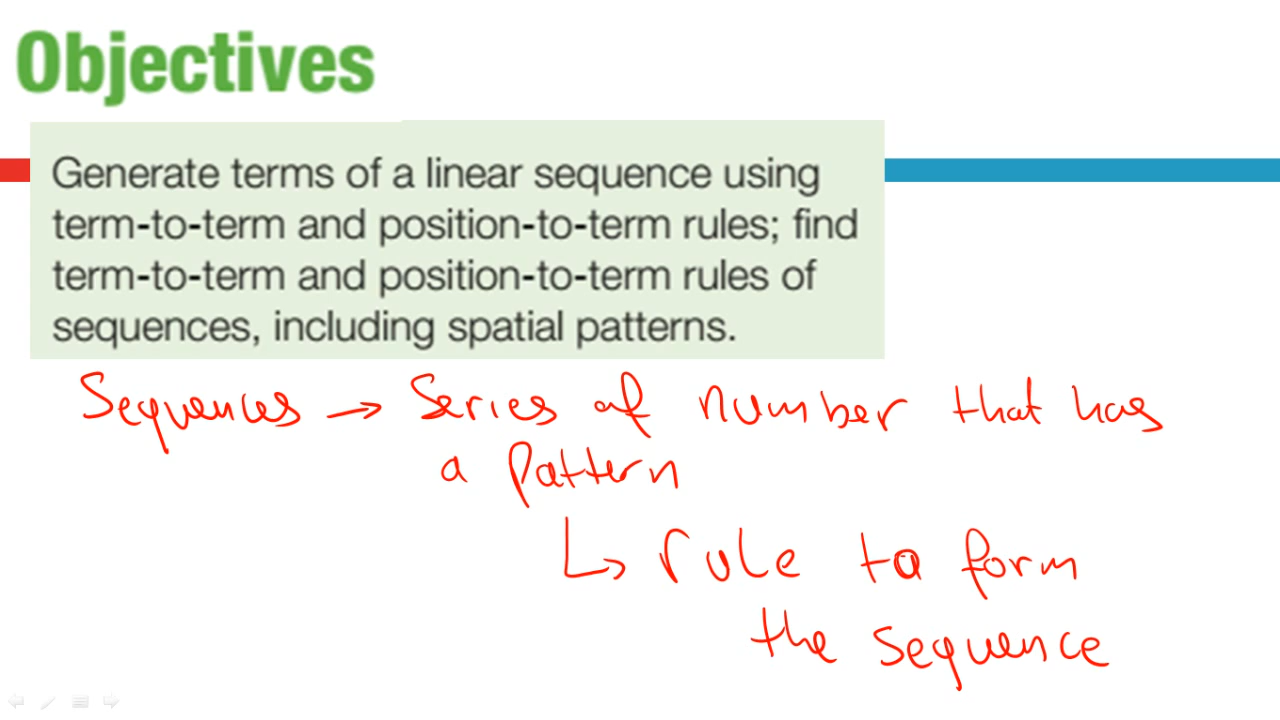 Objectives
Generate terms of a linear sequence using
term-to-term and position-to-term rules; find
term-to-term and position-to-term rules of
sequences, including spatial patterns.
Sequences → Series of number that has
a pattern
↳ rule to form
the sequence